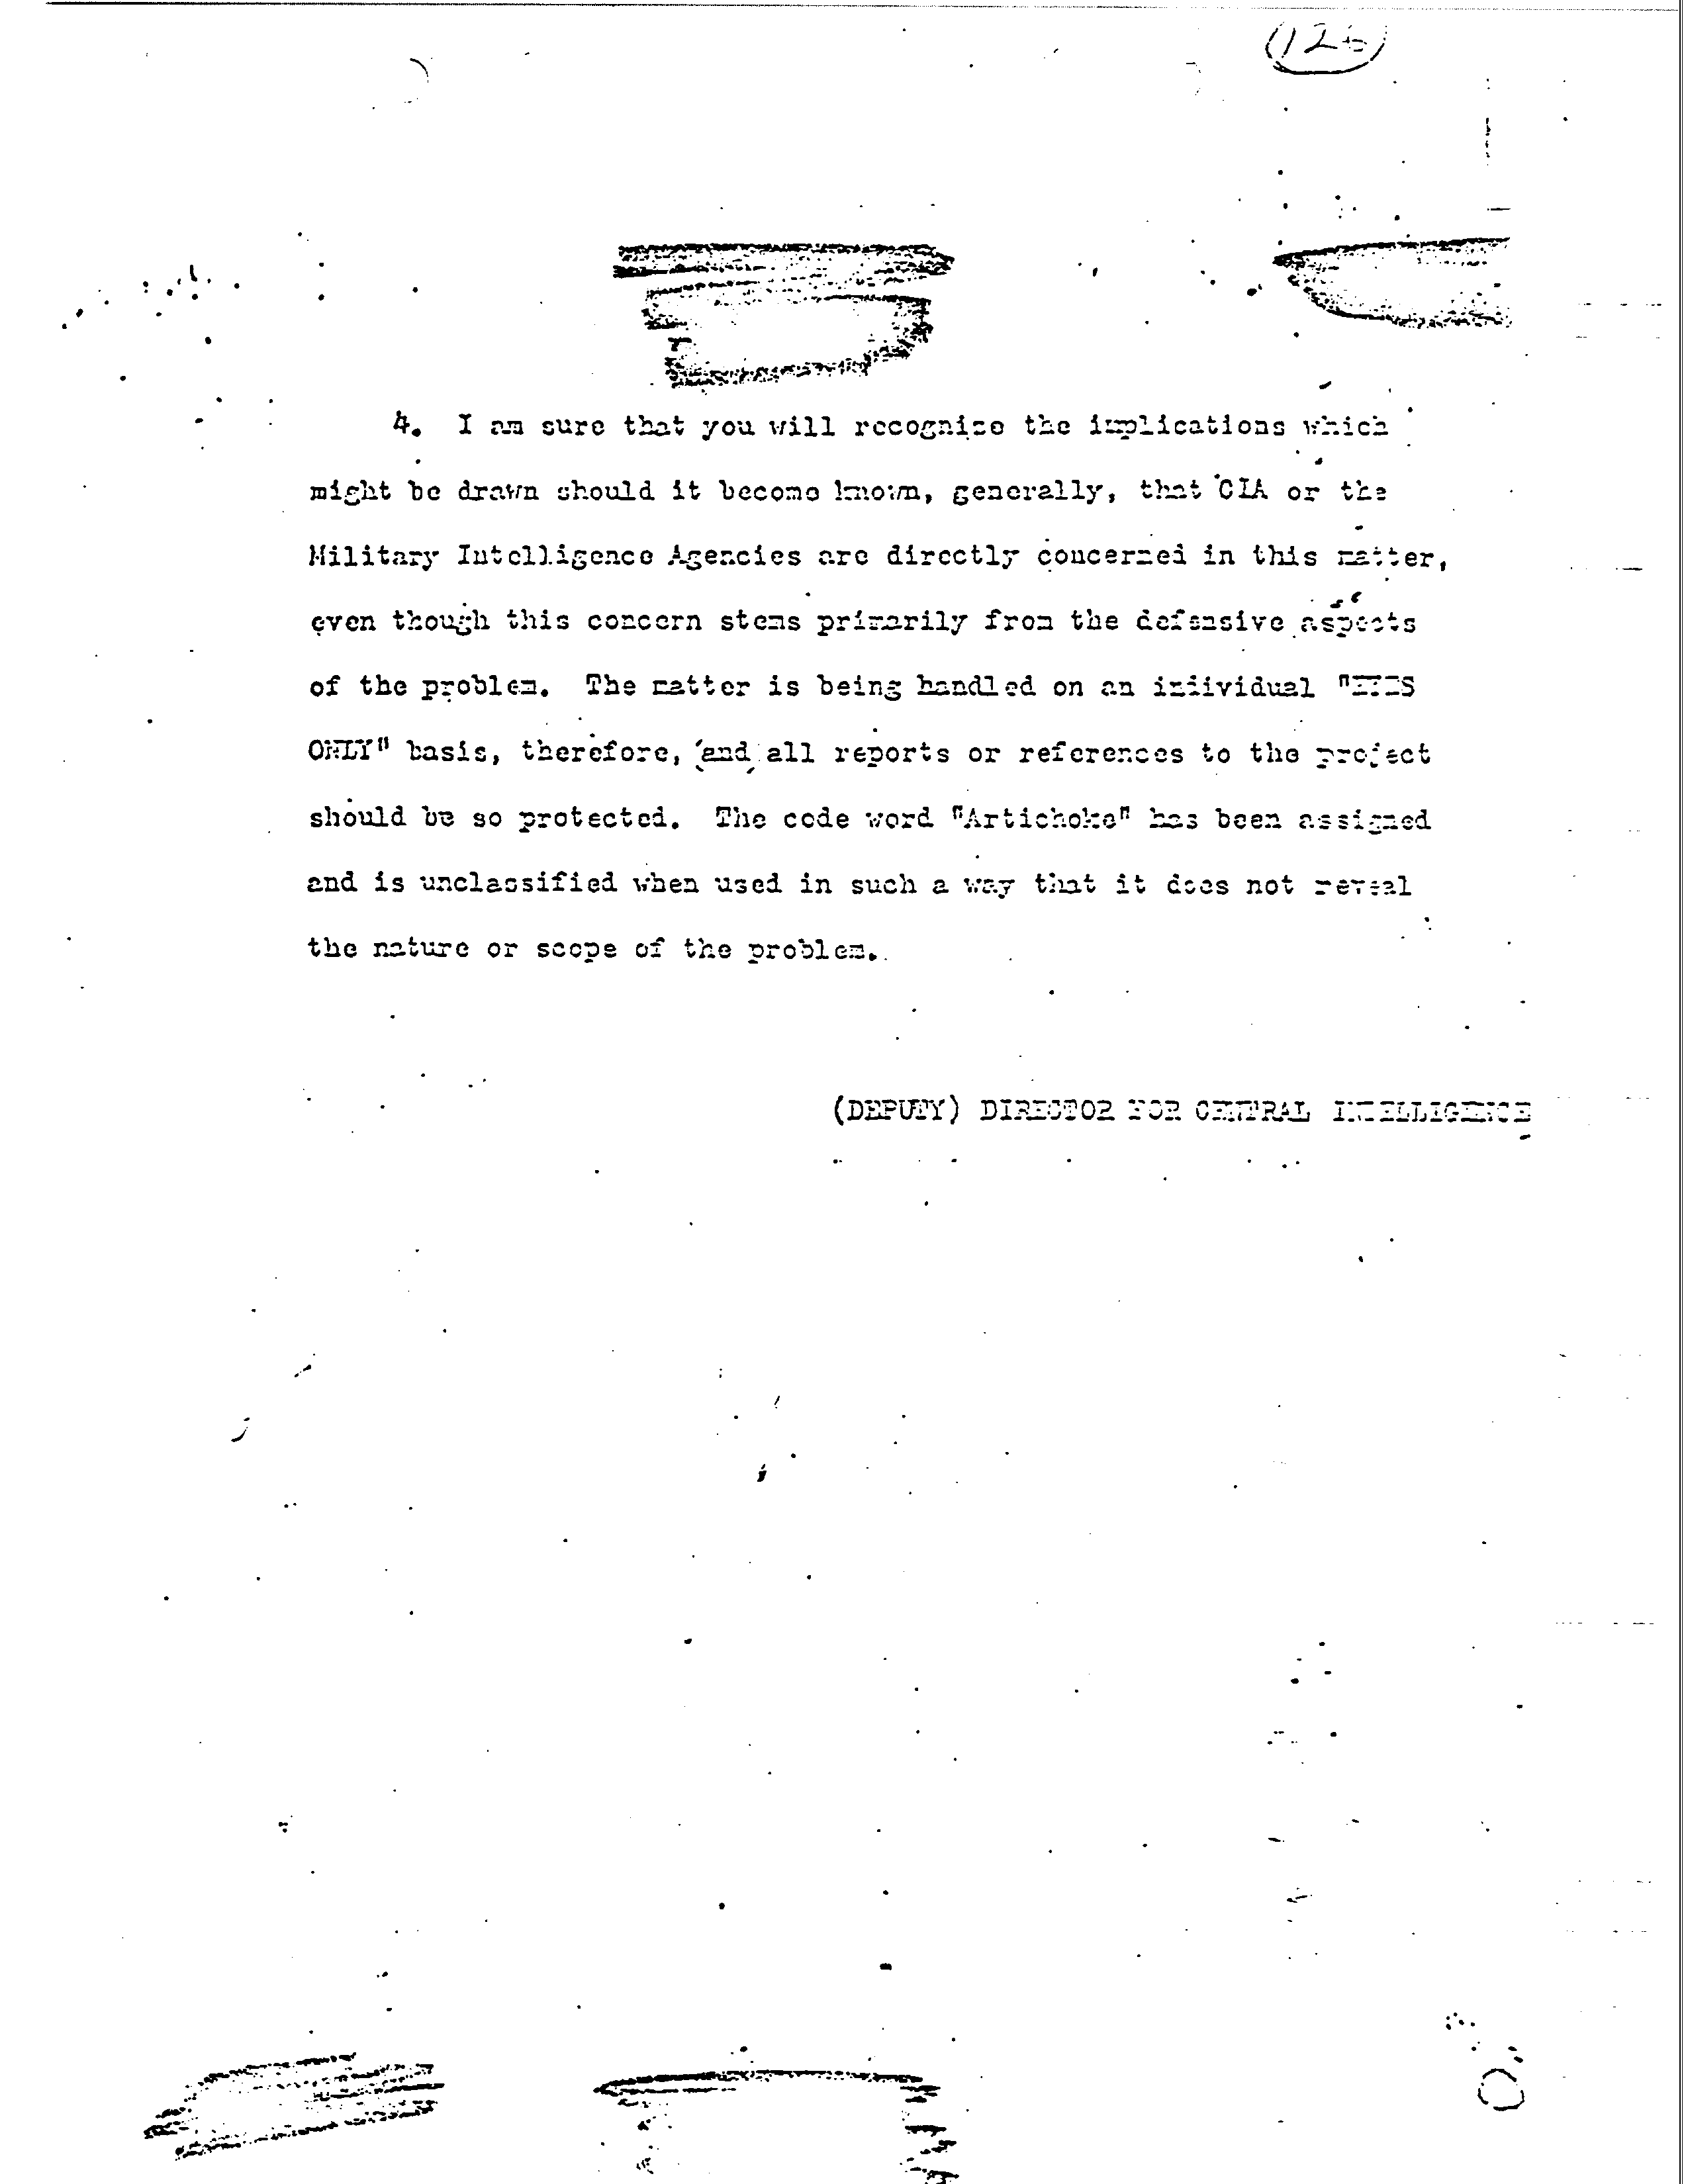 (126)
4. I am sure that you will recognize the implications which
might be drawn should it become known, generally, that CIA or the
Military Intelligence Agencies are directly concerned in this matter,
even though this concern stems primarily from the defensive aspects
of the problem. The matter is being handled on an individual "EYES
ONLY" basis, therefore, and all reports or references to the project
should be so protected. The code word "Artichoke" has been assigned
and is unclassified when used in such a way that it does not reveal
the nature or scope of the problem.
(DEPUTY) DIRECTOR FOR CENTRAL INTELLIGENCE